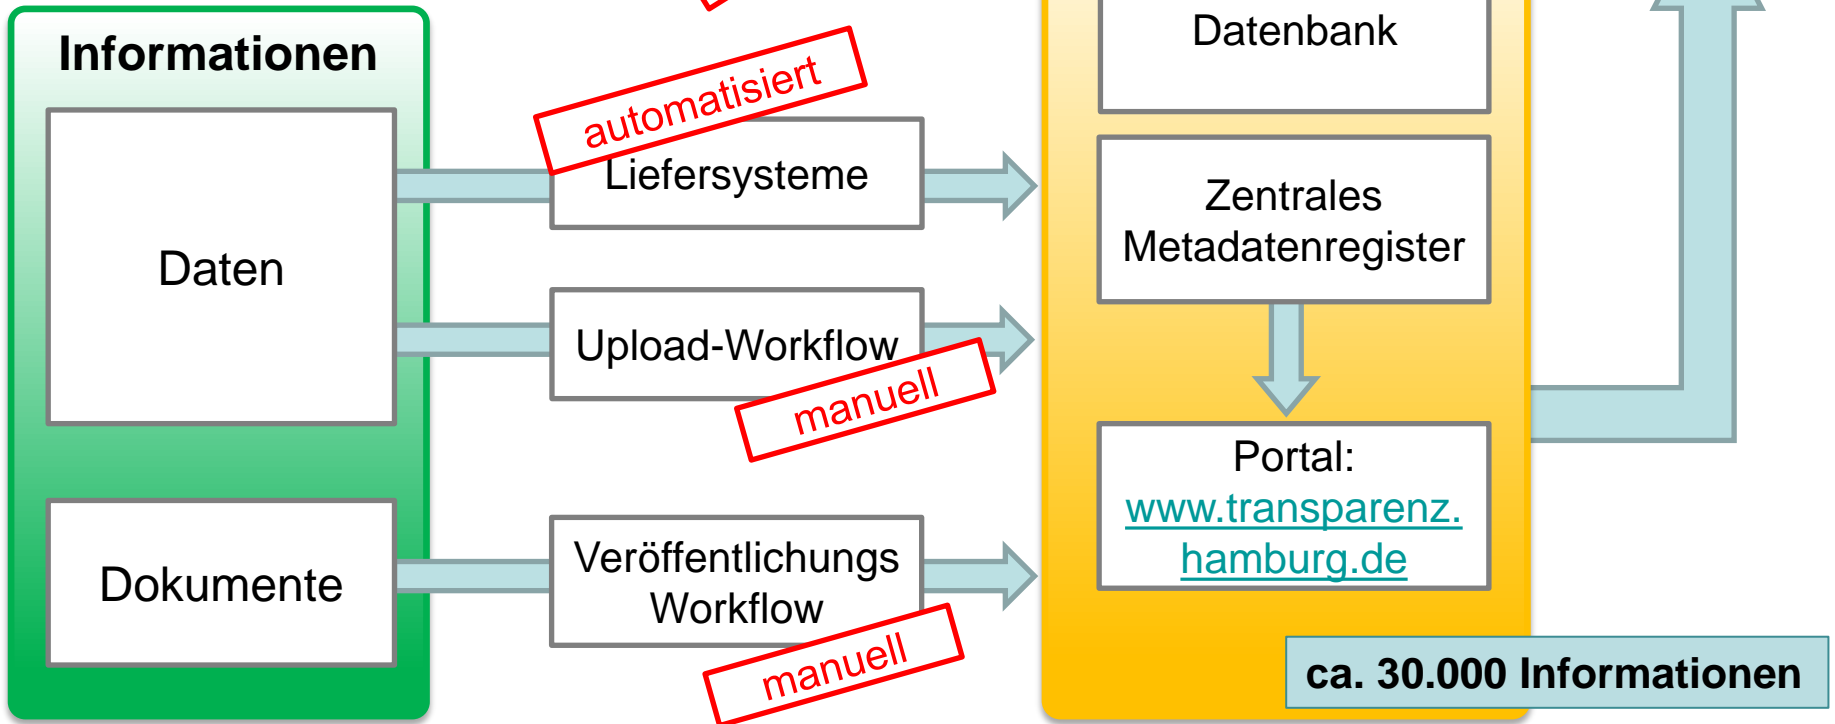 Informationen
Daten
Dokumente
automatisiert
Liefersysteme
Upload-Workflow
manuell
Veröffentlichungs
Workflow
manuell
Datenbank
Zentrales
Metadatenregister
Portal:
www.transparenz.
hamburg.de
ca. 30.000 Informationen